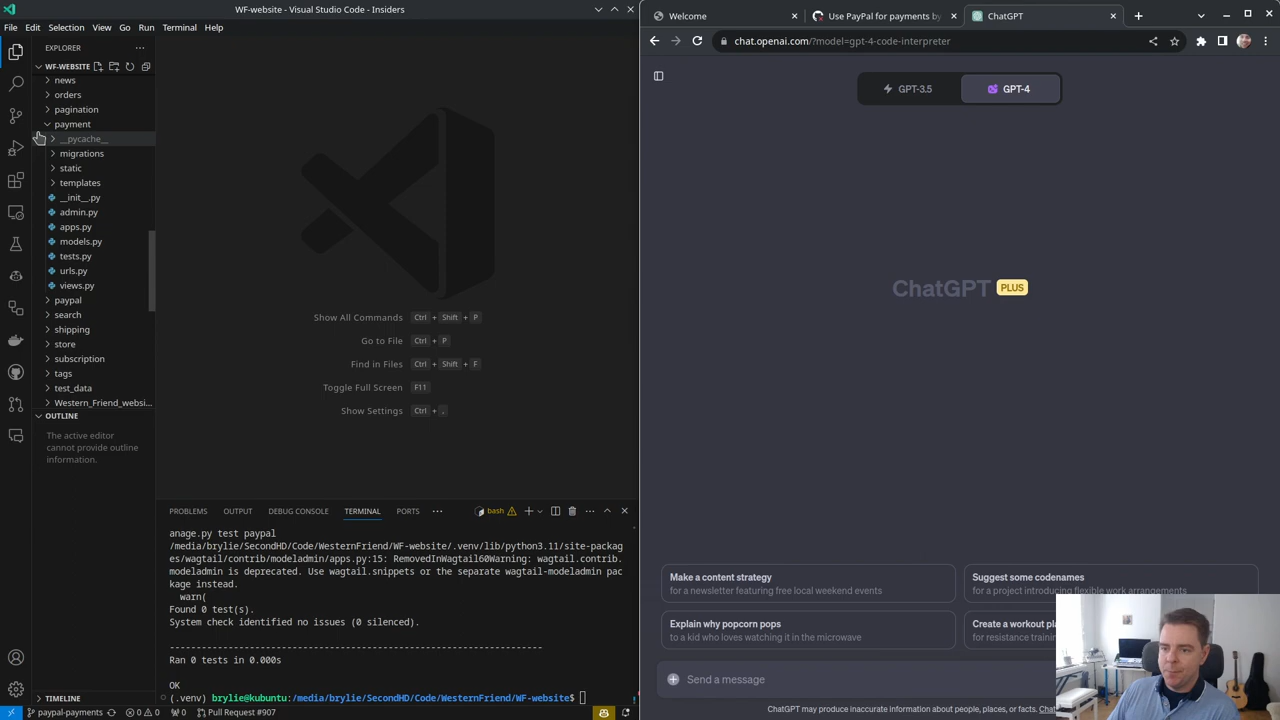 WF-website - Visual Studio Code - Insiders
File Edit Selection View Go Run Terminal Help
EXPLORER
WF-WEBSITE
news
orders
pagination
payment
__pycache__
migrations
static
templates
__init__.py
admin.py
apps.py
models.py
tests.py
urls.py
views.py
paypal
search
shipping
store
subscription
tags
test_data
Western_Friend_websi...
OUTLINE
The active editor
cannot provide outline
information.
TIMELINE
Show All Commands Ctrl + Shift + P
Go to File Ctrl + P
Find in Files Ctrl + Shift + F
Toggle Full Screen F11
Show Settings Ctrl + ,
PROBLEMS OUTPUT DEBUG CONSOLE TERMINAL PORTS
bash
anage.py test paypal
/media/brylie/SecondHD/Code/WesternFriend/WF-website/.venv/lib/python3.11/site-packag
es/wagtail/contrib/modeladmin/apps.py:15: RemovedInWagtail60Warning: wagtail.contrib.
modeladmin is deprecated. Use wagtail.snippets or the separate wagtail-modeladmin pac
kage instead.
warn(
Found 0 test(s).
System check identified no issues (0 silenced).
----------------------------------------------------------------------
Ran 0 tests in 0.000s
OK
(.venv) brylie@kubuntu:/media/brylie/SecondHD/Code/WesternFriend/WF-website$
paypal-payments 0 0 0 Pull Request #907
Welcome
Use PayPal for payments by
ChatGPT
chat.openai.com/?model=gpt-4-code-interpreter
GPT-3.5
GPT-4
ChatGPT PLUS
Make a content strategy
for a newsletter featuring free local weekend events
Suggest some codenames
for a project introducing flexible work arrangements
Explain why popcorn pops
to a kid who loves watching it in the microwave
Create a workout pl
for resistance traini
Send a message
ChatGPT may produce inaccurate information about people, places, or facts.